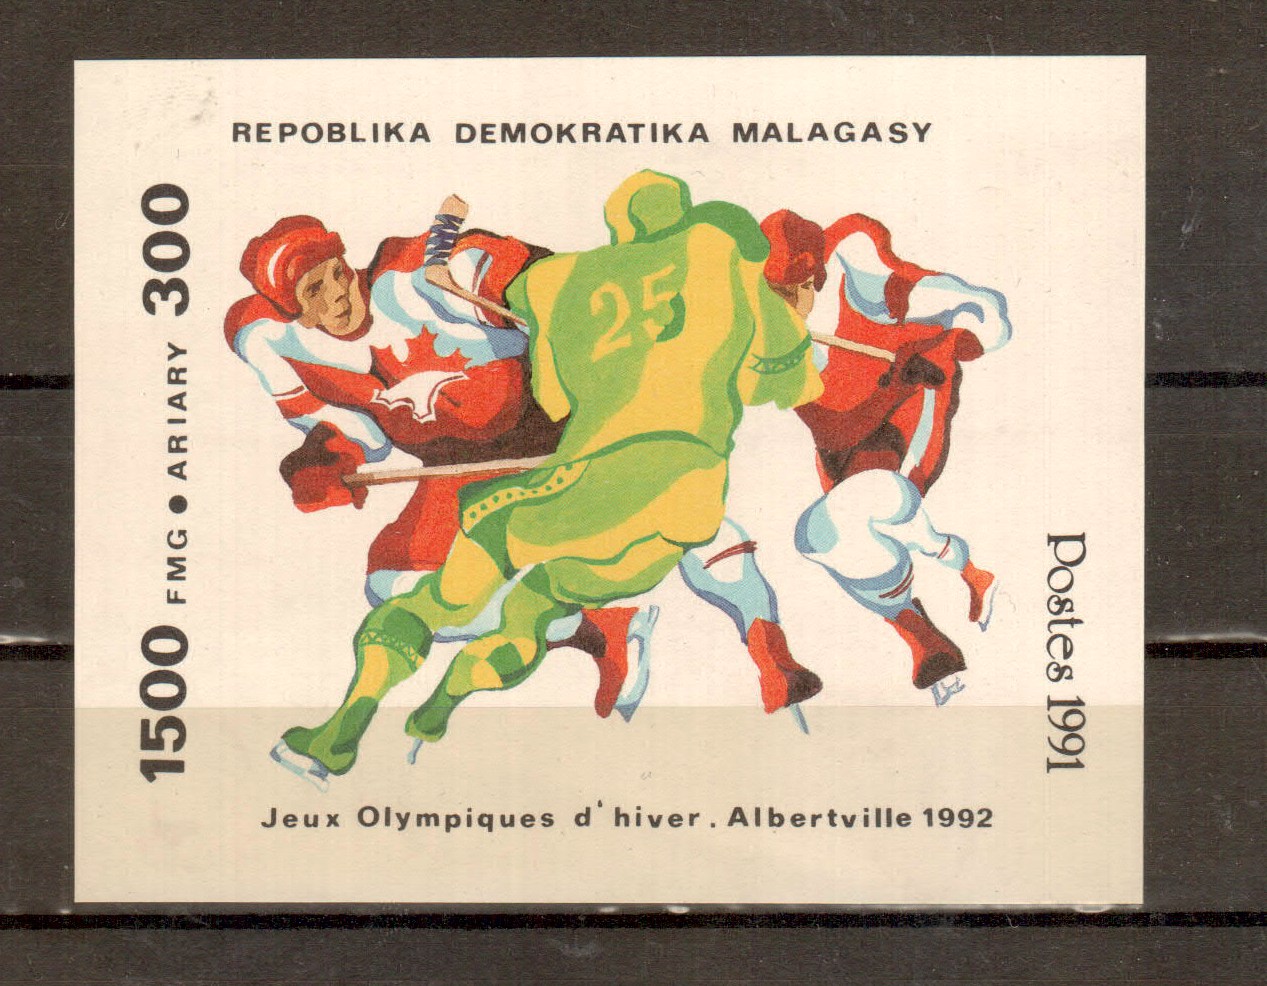 REPOBLIKA DEMOKRATIKA MALAGASY
1500 FMG ● ARIARY 300
25
Postes 1991
Jeux Olympiques d'hiver. Albertville 1992